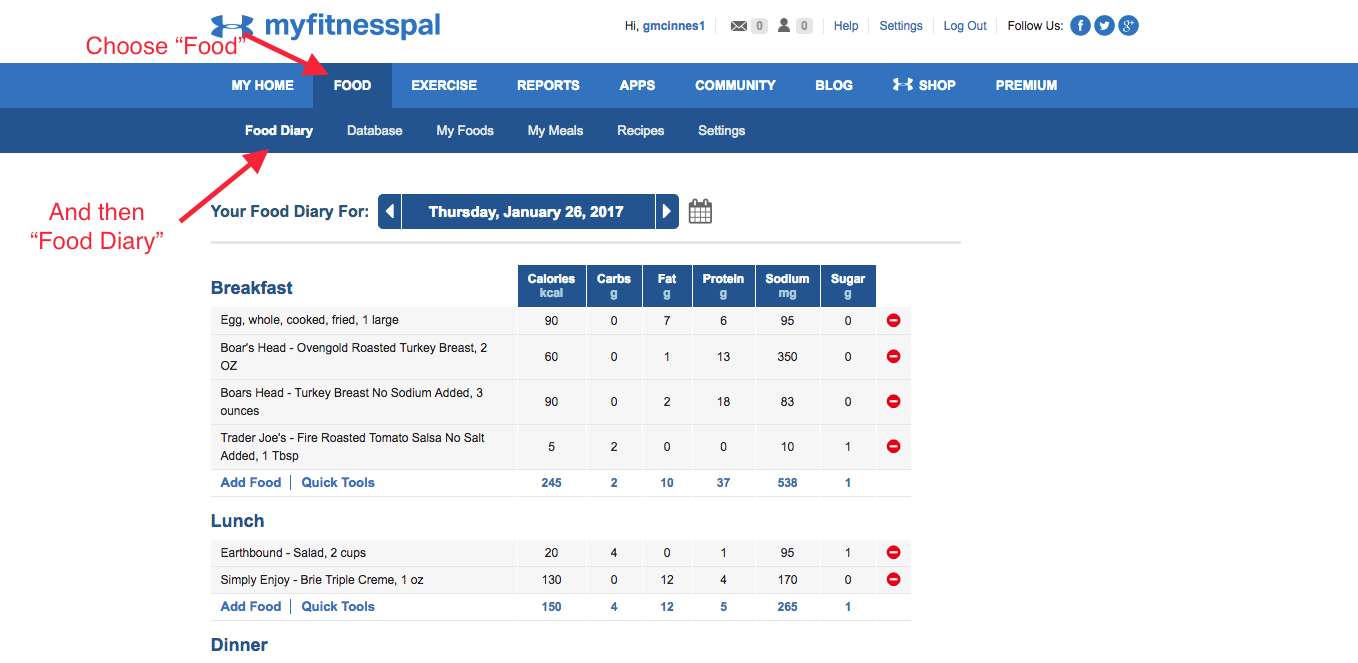 myfitnesspal
Hi, gmcinnes1 0 0 Help Settings Log Out Follow Us:
Choose “Food”
MY HOME FOOD EXERCISE REPORTS APPS COMMUNITY BLOG SHOP PREMIUM
Food Diary Database My Foods My Meals Recipes Settings
And then
“Food Diary”
Your Food Diary For: Thursday, January 26, 2017
Breakfast Calories Carbs Fat Protein Sodium Sugar
kcal g g g mg g
Egg, whole, cooked, fried, 1 large 90 0 7 6 95 0
Boar's Head - Ovengold Roasted Turkey Breast, 2
OZ 60 0 1 13 350 0
Boars Head - Turkey Breast No Sodium Added, 3
ounces 90 0 2 18 83 0
Trader Joe's - Fire Roasted Tomato Salsa No Salt
Added, 1 Tbsp 5 2 0 0 10 1
Add Food | Quick Tools 245 2 10 37 538 1
Lunch
Earthbound - Salad, 2 cups 20 4 0 1 95 1
Simply Enjoy - Brie Triple Creme, 1 oz 130 0 12 4 170 0
Add Food | Quick Tools 150 4 12 5 265 1
Dinner